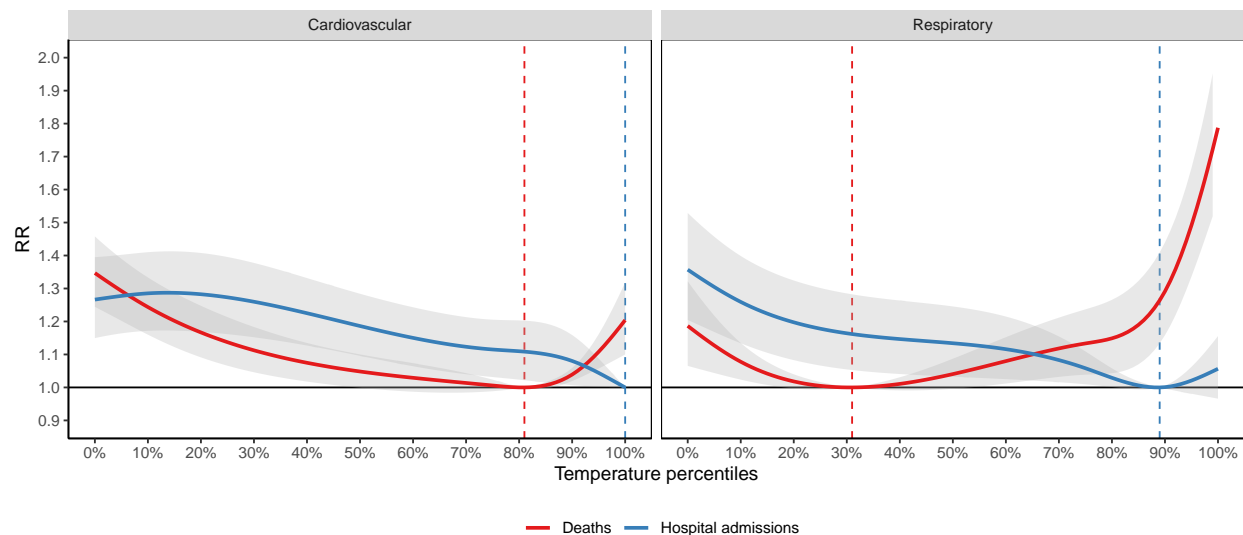 Cardiovascular Respiratory
RR
2.0
1.9
1.8
1.7
1.6
1.5
1.4
1.3
1.2
1.1
1.0
0.9
0% 10% 20% 30% 40% 50% 60% 70% 80% 90% 100% 0% 10% 20% 30% 40% 50% 60% 70% 80% 90% 100%
Temperature percentiles
Deaths Hospital admissions